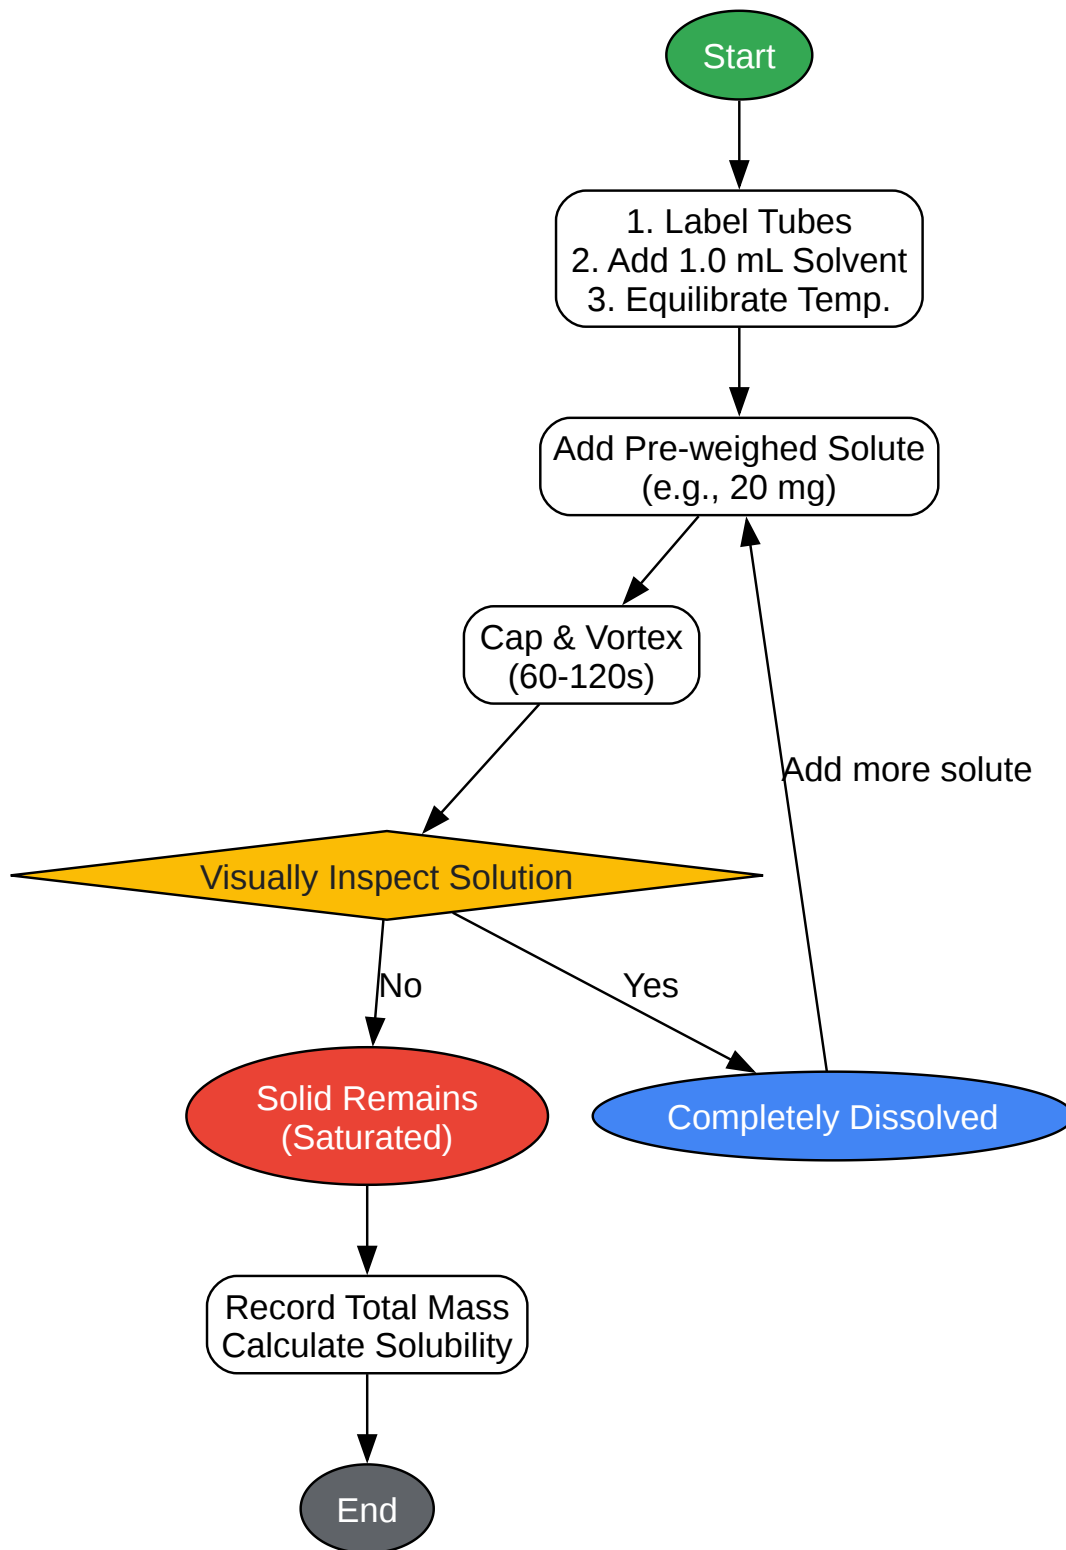 Start
1. Label Tubes
2. Add 1.0 mL Solvent
3. Equilibrate Temp.
Add Pre-weighed Solute
(e.g., 20 mg)
Cap & Vortex
(60-120s)
Add more solute
Visually Inspect Solution
No
Yes
Solid Remains
(Saturated)
Completely Dissolved
Record Total Mass
Calculate Solubility
End